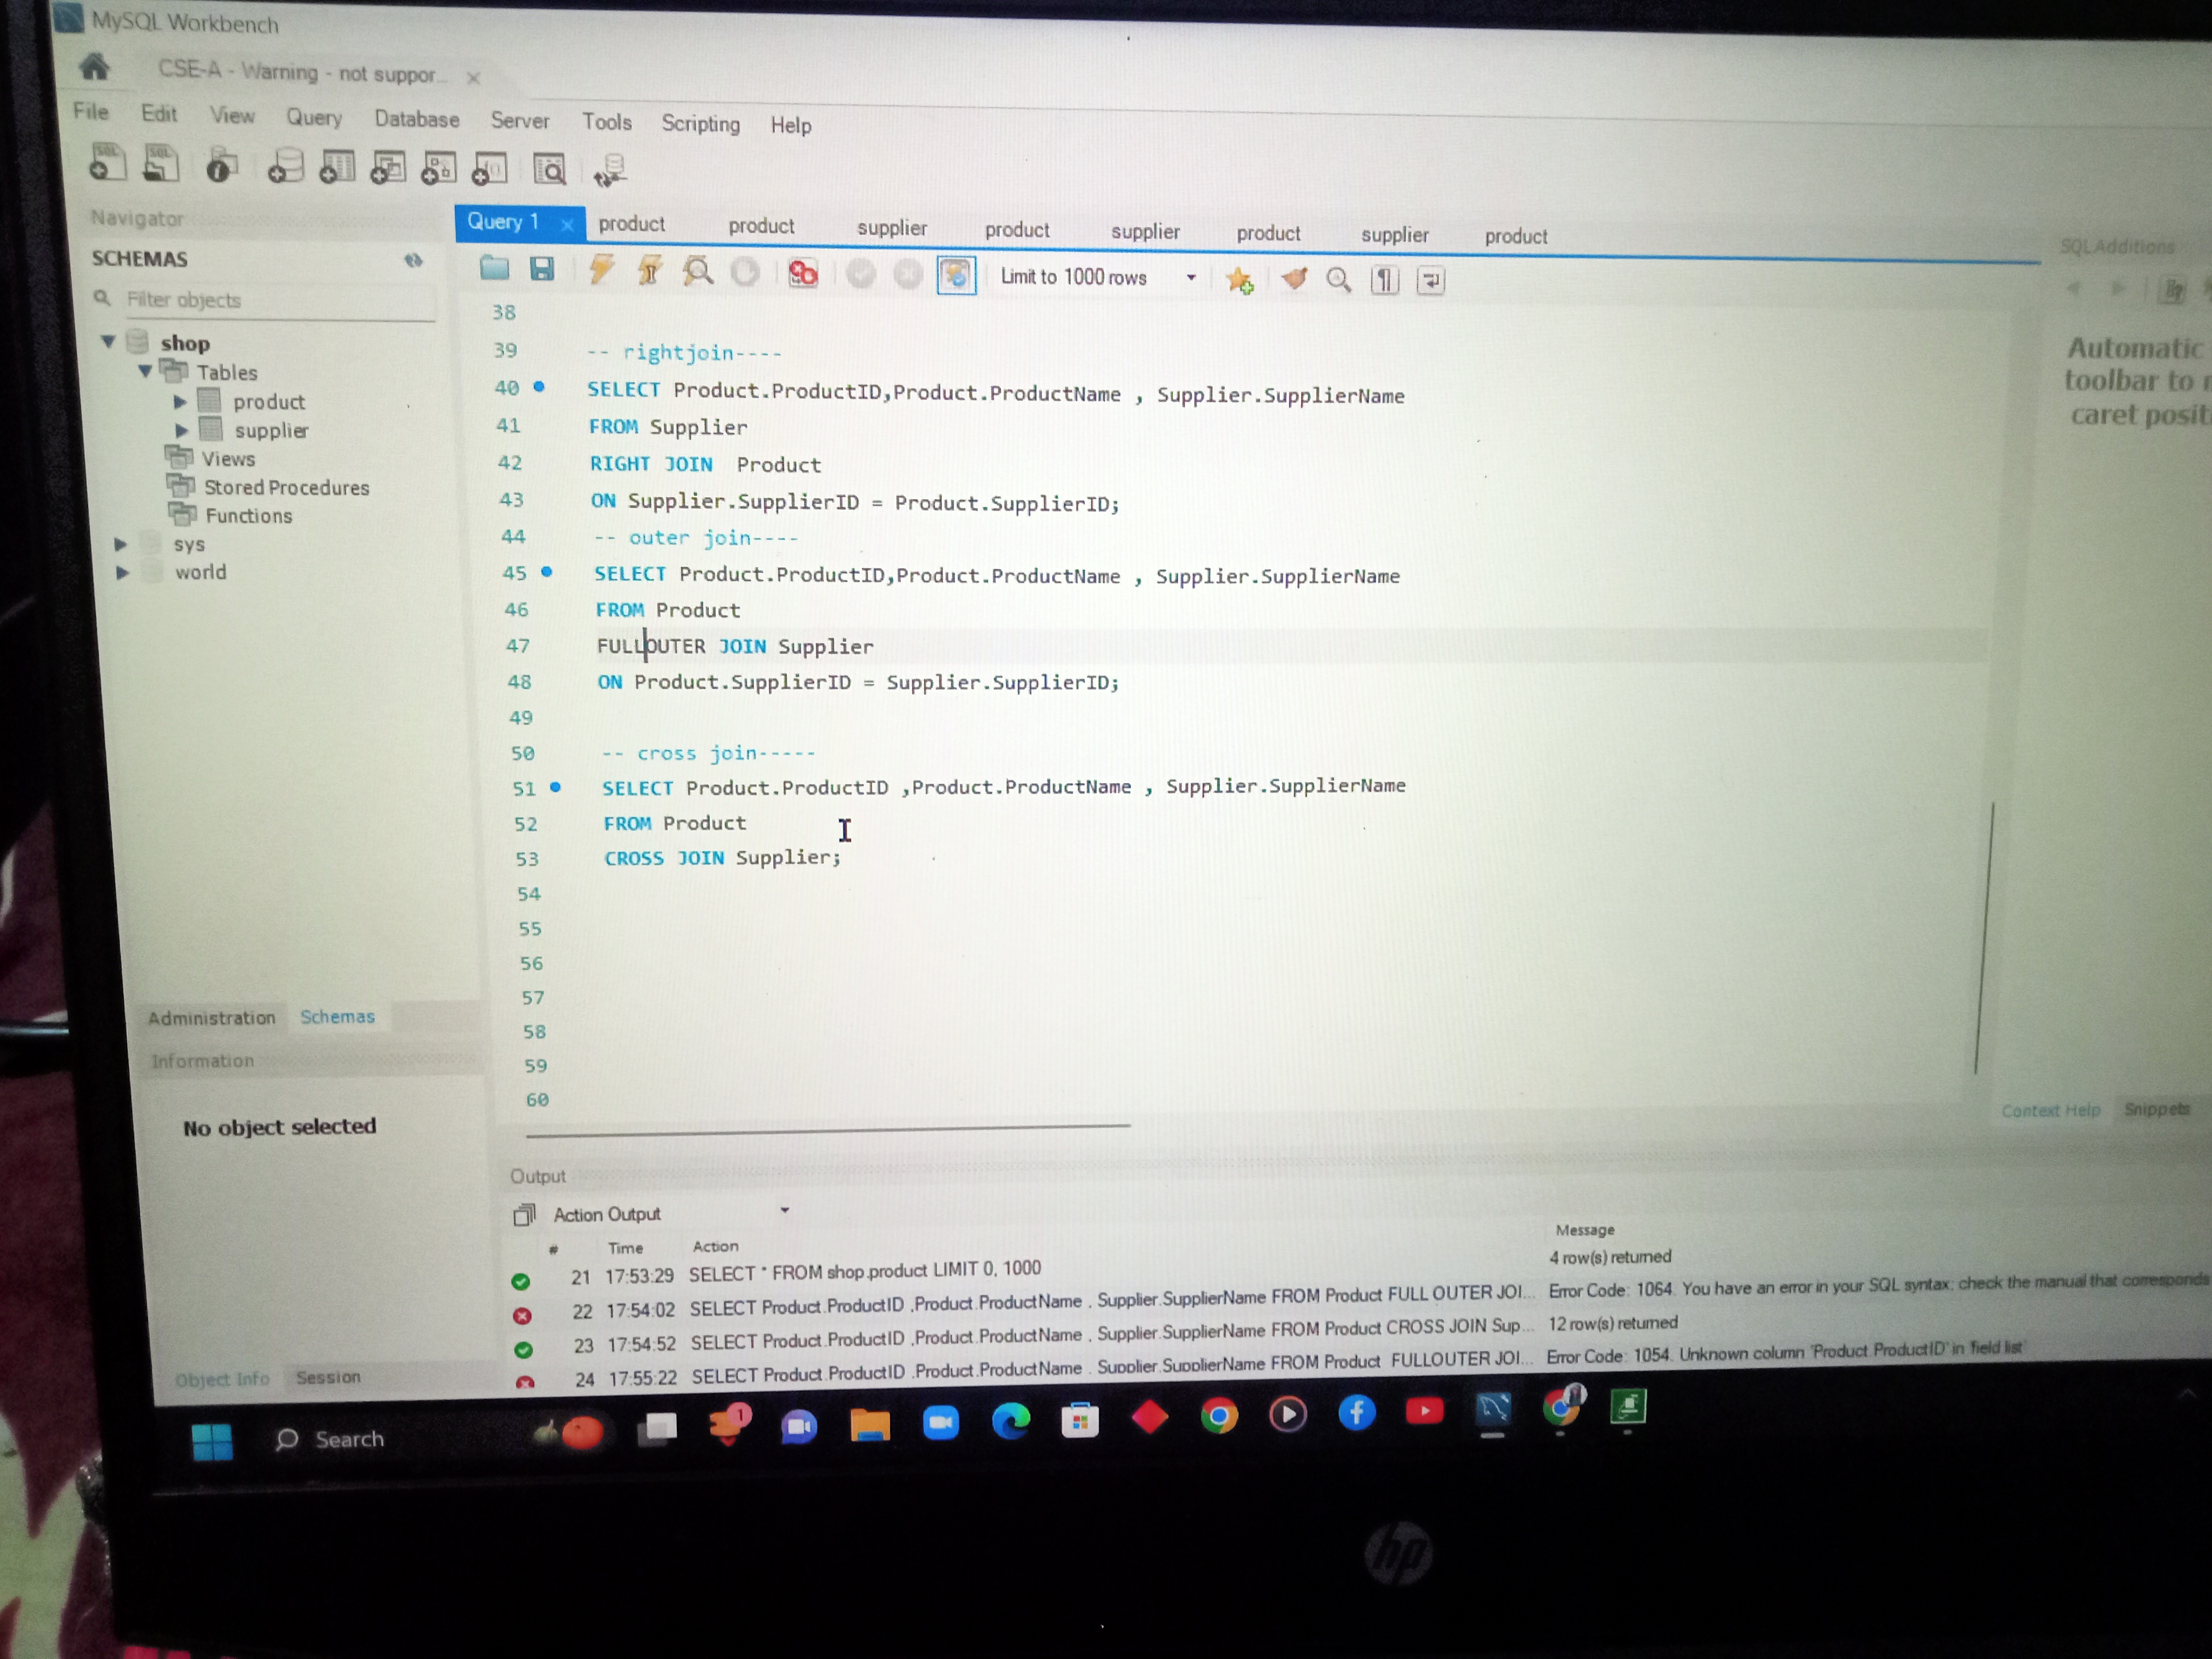 MySQL Workbench
CSE-A - Warning - not suppor...
File Edit View Query Database Server Tools Scripting Help
Navigator
SCHEMAS
Filter objects
shop
Tables
product
supplier
Views
Stored Procedures
Functions
sys
world
Administration Schemas
Information
No object selected
Object Info Session
Query 1 product product supplier product supplier product supplier product
Limit to 1000 rows
38
39 -- rightjoin----
40 SELECT Product.ProductID,Product.ProductName , Supplier.SupplierName
41 FROM Supplier
42 RIGHT JOIN  Product
43 ON Supplier.SupplierID = Product.SupplierID;
44 -- outer join----
45 SELECT Product.ProductID,Product.ProductName , Supplier.SupplierName
46 FROM Product
47 FULLOUTER JOIN Supplier
48 ON Product.SupplierID = Supplier.SupplierID;
49
50 -- cross join-----
51 SELECT Product.ProductID ,Product.ProductName , Supplier.SupplierName
52 FROM Product
53 CROSS JOIN Supplier;
54
55
56
57
58
59
60
SQLAdditions
Automatic
toolbar to
caret posit
Context Help Snippets
Output
Action Output
# Time Action Message
21 17:53:29 SELECT * FROM shop.product LIMIT 0, 1000 4 row(s) returned
22 17:54:02 SELECT Product.ProductID ,Product.ProductName , Supplier.SupplierName FROM Product FULL OUTER JOI... Error Code: 1064. You have an error in your SQL syntax; check the manual that corresponds
23 17:54:52 SELECT Product.ProductID ,Product.ProductName , Supplier.SupplierName FROM Product CROSS JOIN Sup... 12 row(s) returned
24 17:55:22 SELECT Product.ProductID ,Product.ProductName , Supplier.SupplierName FROM Product  FULLOUTER JOI... Error Code: 1054. Unknown column 'Product.ProductID' in 'field list'
Search
1
hp